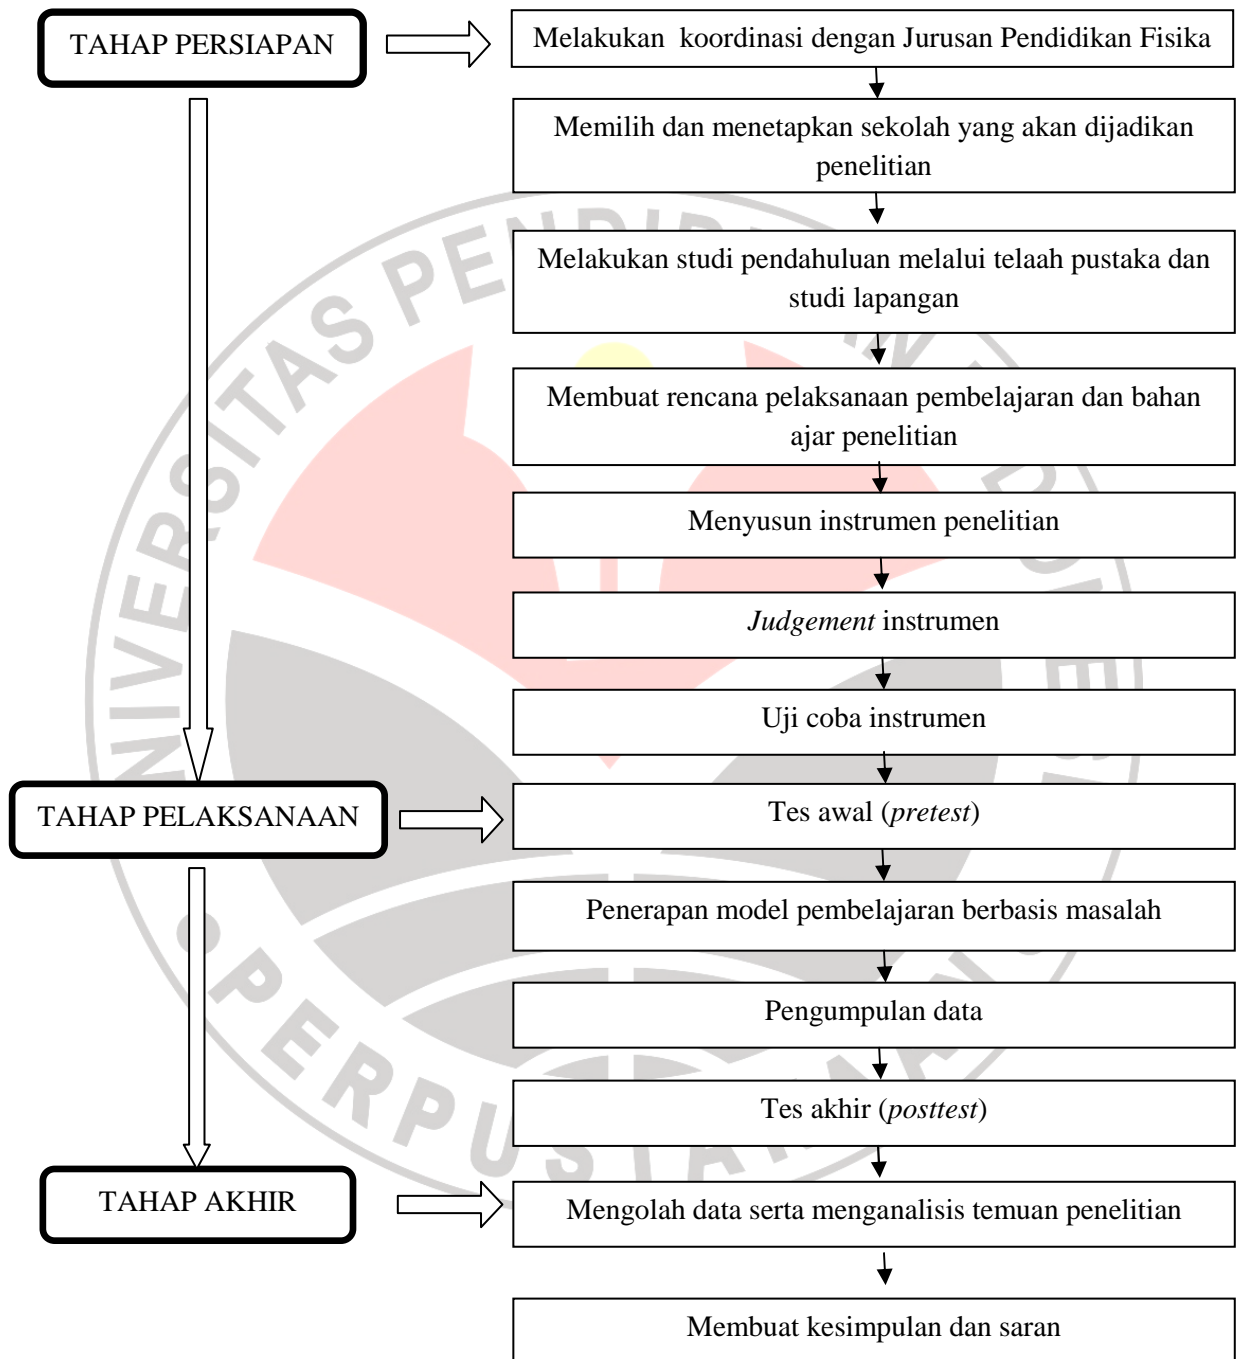 TAHAP PERSIAPAN
Melakukan koordinasi dengan Jurusan Pendidikan Fisika
Memilih dan menetapkan sekolah yang akan dijadikan
penelitian
Melakukan studi pendahuluan melalui telaah pustaka dan
studi lapangan
Membuat rencana pelaksanaan pembelajaran dan bahan
ajar penelitian
Menyusun instrumen penelitian
Judgement instrumen
Uji coba instrumen
TAHAP PELAKSANAAN
Tes awal (pretest)
Penerapan model pembelajaran berbasis masalah
Pengumpulan data
Tes akhir (posttest)
TAHAP AKHIR
Mengolah data serta menganalisis temuan penelitian
Membuat kesimpulan dan saran
PERPUSTAKAAN